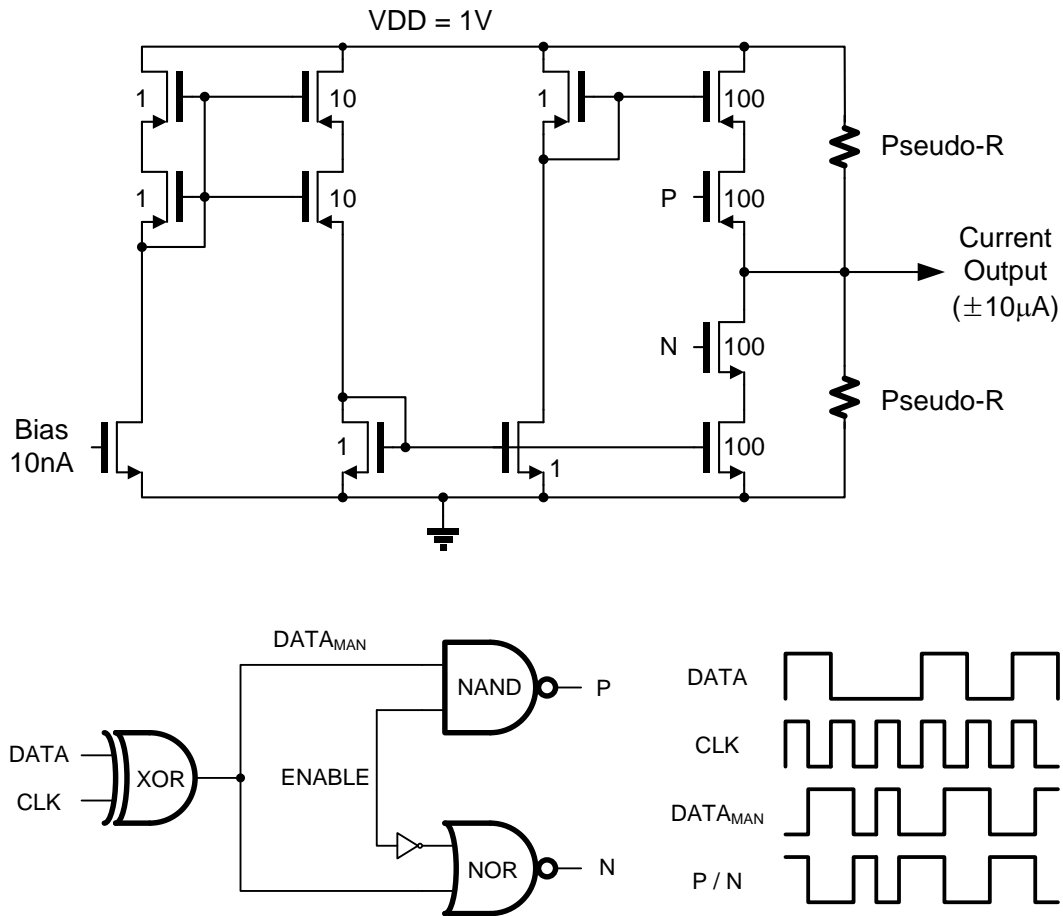 VDD = 1V
1
10
1
100
1
10
P
100
Pseudo-R
Current
Output
(±10μA)
N
100
Pseudo-R
Bias
10nA
1
1
100
DATA
CLK
XOR
DATAMAN
ENABLE
NAND
P
NOR
N
DATA
CLK
DATAMAN
P / N